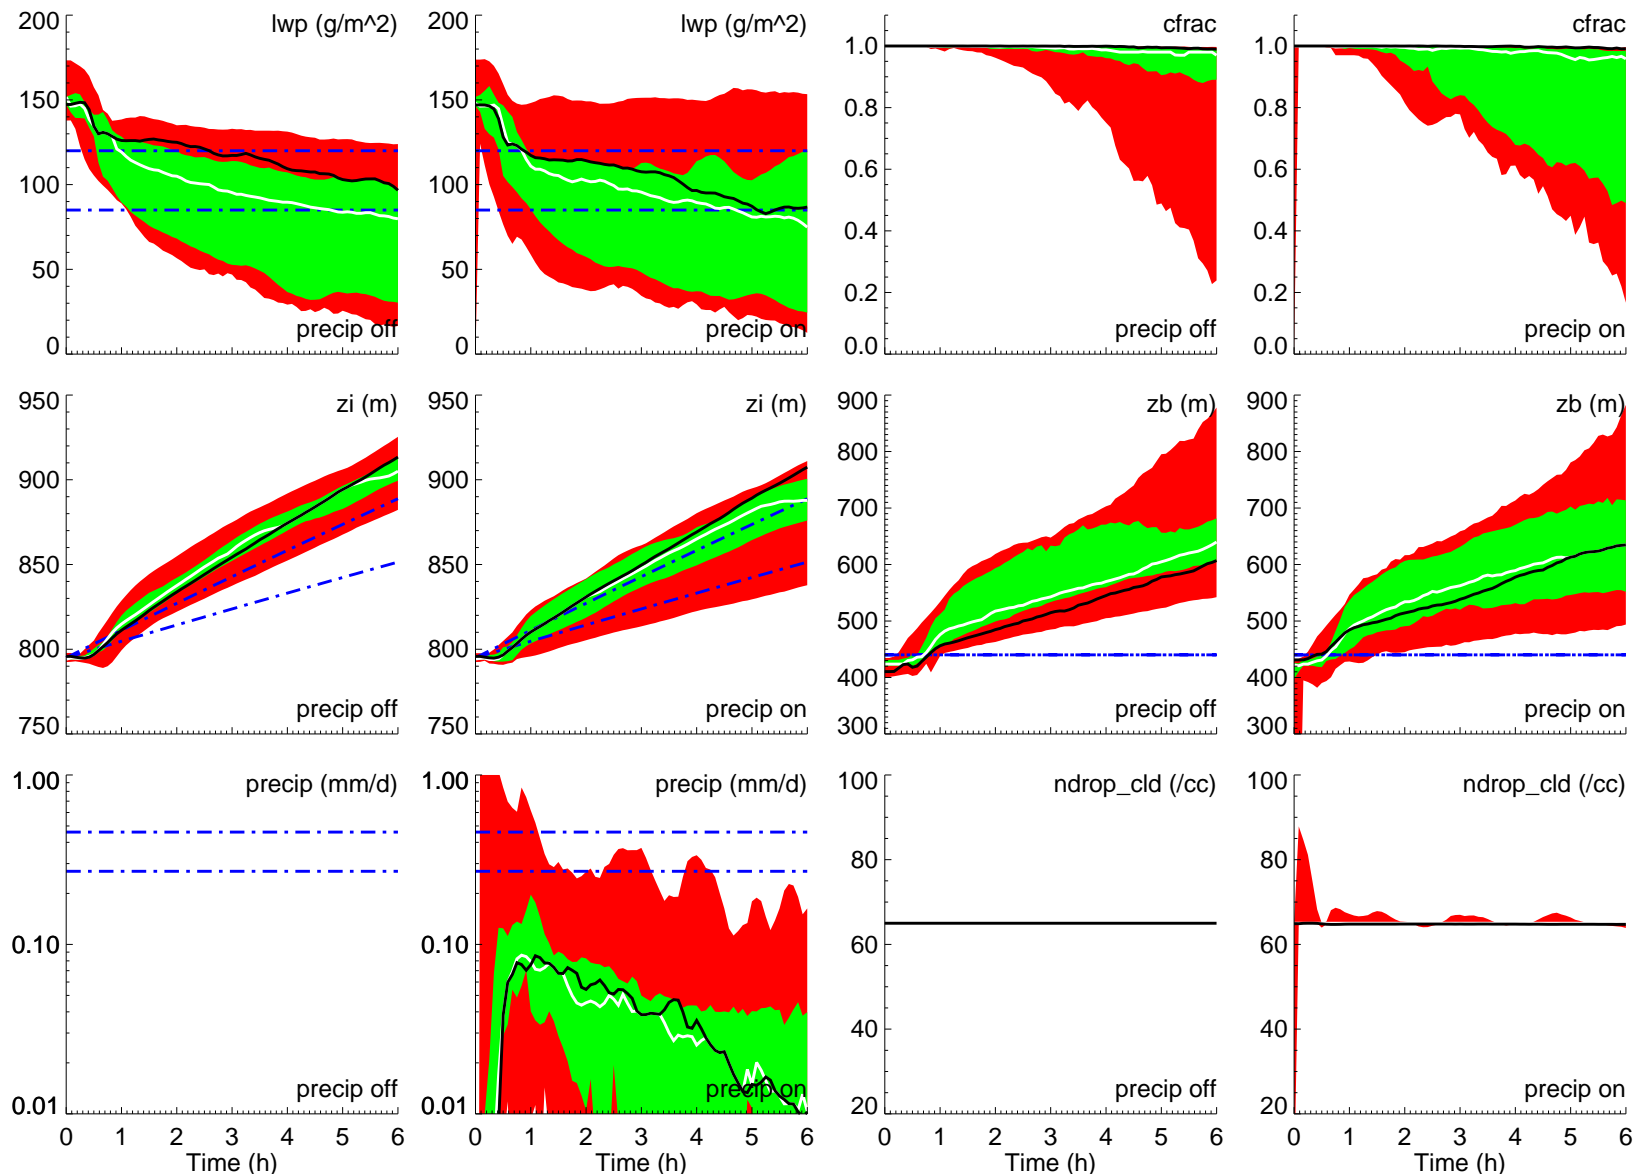 lwp (g/m^2)
200
150
100
50
0
precip off
lwp (g/m^2)
200
150
100
50
0
precip on
cfrac
1.0
0.8
0.6
0.4
0.2
0.0
precip off
cfrac
1.0
0.8
0.6
0.4
0.2
0.0
precip on
zi (m)
950
900
850
800
750
precip off
zi (m)
950
900
850
800
750
precip on
zb (m)
900
800
700
600
500
400
300
precip off
zb (m)
900
800
700
600
500
400
300
precip on
precip (mm/d)
1.00
0.10
0.01
precip off
0 1 2 3 4 5 6
Time (h)
precip (mm/d)
1.00
0.10
0.01
precip on
0 1 2 3 4 5 6
Time (h)
ndrop_cld (/cc)
100
80
60
40
20
precip off
0 1 2 3 4 5 6
Time (h)
ndrop_cld (/cc)
100
80
60
40
20
precip on
0 1 2 3 4 5 6
Time (h)